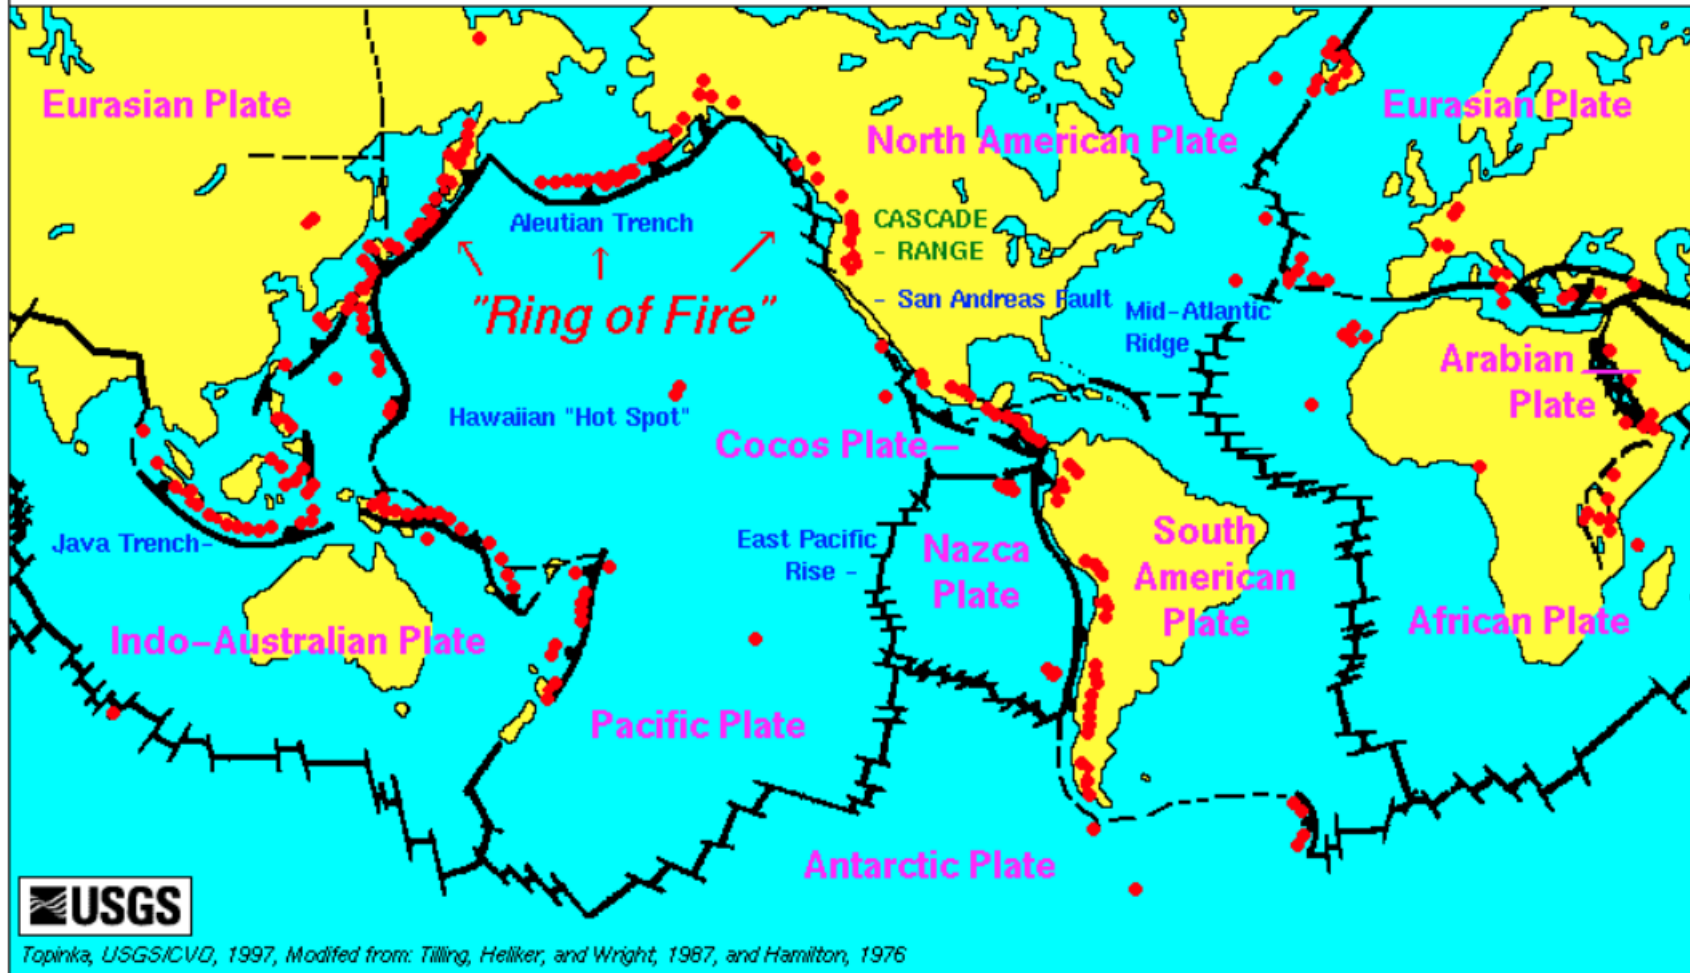 Eurasian Plate
Eurasian Plate
North American Plate
Aleutian Trench
CASCADE
- RANGE
"Ring of Fire"
- San Andreas Fault
Mid-Atlantic
Ridge
Arabian
Plate
Hawaiian "Hot Spot"
Cocos Plate
Java Trench-
East Pacific
Rise -
Nazca
Plate
South
American
Plate
Indo-Australian Plate
African Plate
Pacific Plate
Antarctic Plate
USGS
Topinka, USGS/CVO, 1997, Modifed from: Tilling, Heliker, and Wright, 1987, and Hamilton, 1976